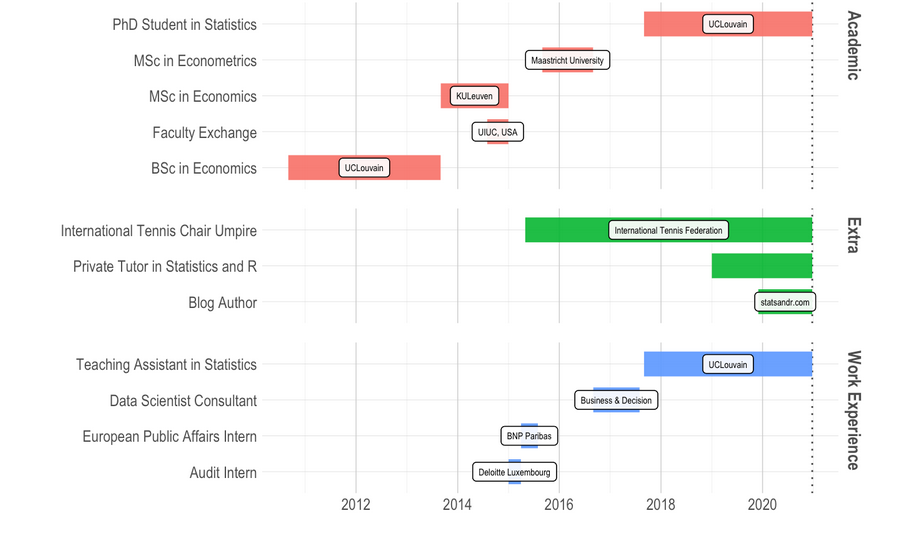 PhD Student in Statistics UCLouvain
MSc in Econometrics Maastricht University
MSc in Economics KULeuven
Faculty Exchange UIUC, USA
BSc in Economics UCLouvain
Academic
International Tennis Chair Umpire International Tennis Federation
Private Tutor in Statistics and R
Blog Author statsandr.com
Extra
Teaching Assistant in Statistics UCLouvain
Data Scientist Consultant Business & Decision
European Public Affairs Intern BNP Paribas
Audit Intern Deloitte Luxembourg
Work Experience
2012 2014 2016 2018 2020